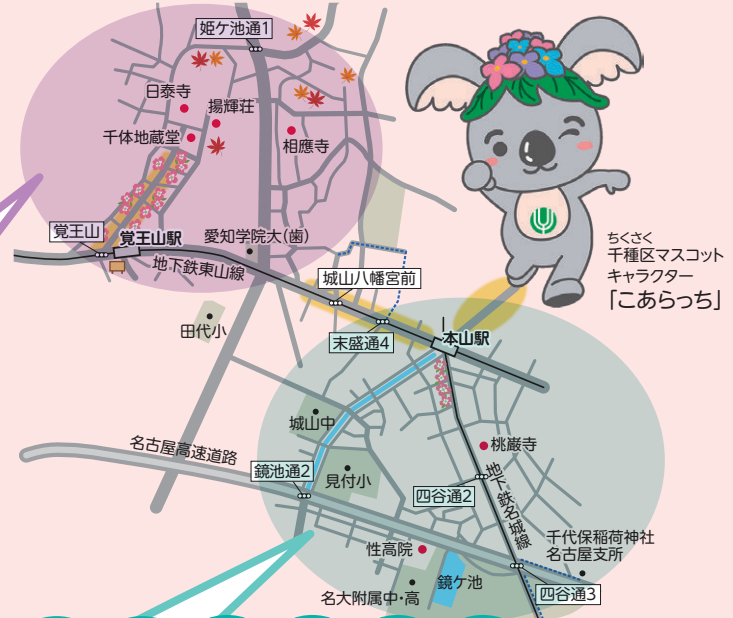 姫ケ池通1
日泰寺
揚輝荘
千体地蔵堂
相應寺
覚王山
覚王山駅
愛知学院大(歯)
地下鉄東山線
城山八幡宮前
田代小
末盛通4
本山駅
ちくさく
千種区マスコット
キャラクター
「こあらっち」
城山中
名古屋高速道路
桃巌寺
鏡池通2
見付小
四谷通2
地下鉄名城線
千代保稲荷神社
名古屋支所
性高院
鏡ケ池
四谷通3
名大附属中・高